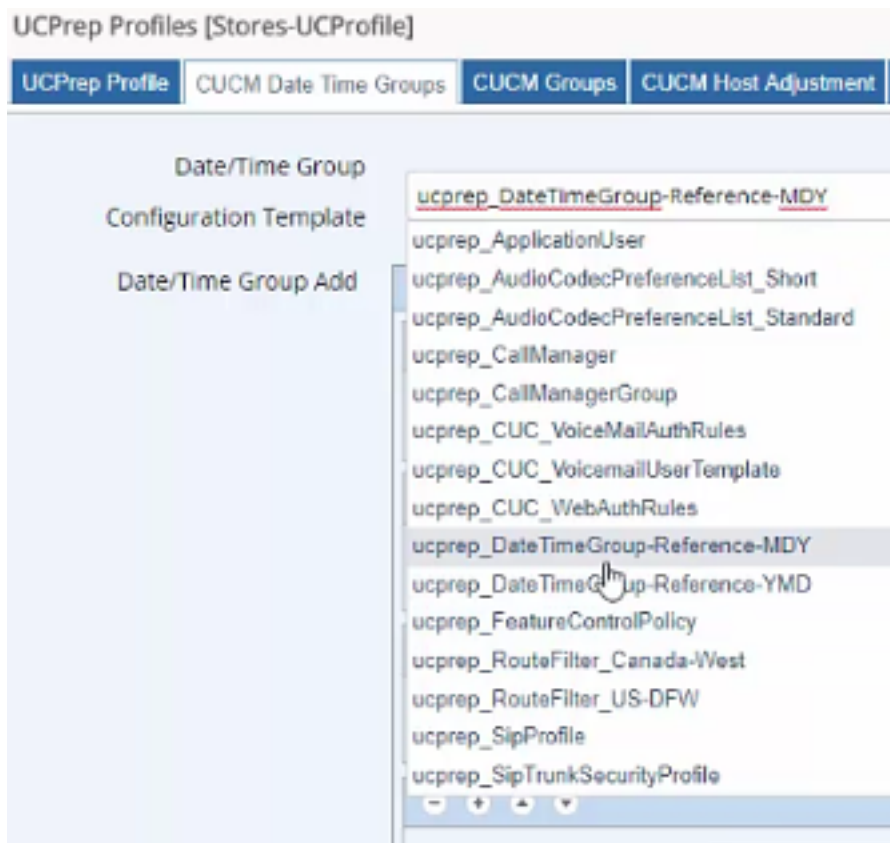 UCPrep Profiles [Stores-UCProfile]
UCPrep Profile CUCM Date Time Groups CUCM Groups CUCM Host Adjustment
Date/Time Group
Configuration Template
ucprep_DateTimeGroup-Reference-MDY
Date/Time Group Add
ucprep_ApplicationUser
ucprep_AudioCodecPreferenceList_Short
ucprep_AudioCodecPreferenceList_Standard
ucprep_CallManager
ucprep_CallManagerGroup
ucprep_CUC_VoiceMailAuthRules
ucprep_CUC_VoicemailUserTemplate
ucprep_CUC_WebAuthRules
ucprep_DateTimeGroup-Reference-MDY
ucprep_DateTimeGroup-Reference-YMD
ucprep_FeatureControlPolicy
ucprep_RouteFilter_Canada-West
ucprep_RouteFilter_US-DFW
ucprep_SipProfile
ucprep_SipTrunkSecurityProfile